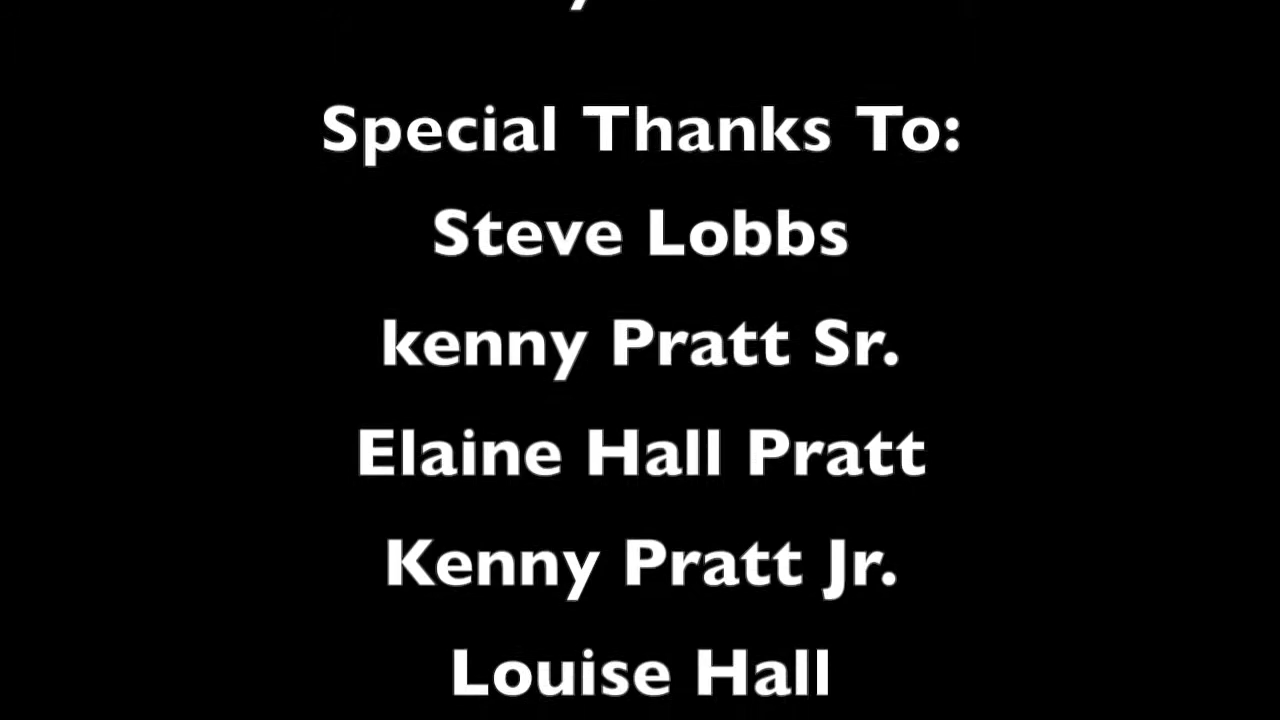 Special Thanks To:
Steve Lobbs
kenny Pratt Sr.
Elaine Hall Pratt
Kenny Pratt Jr.
Louise Hall